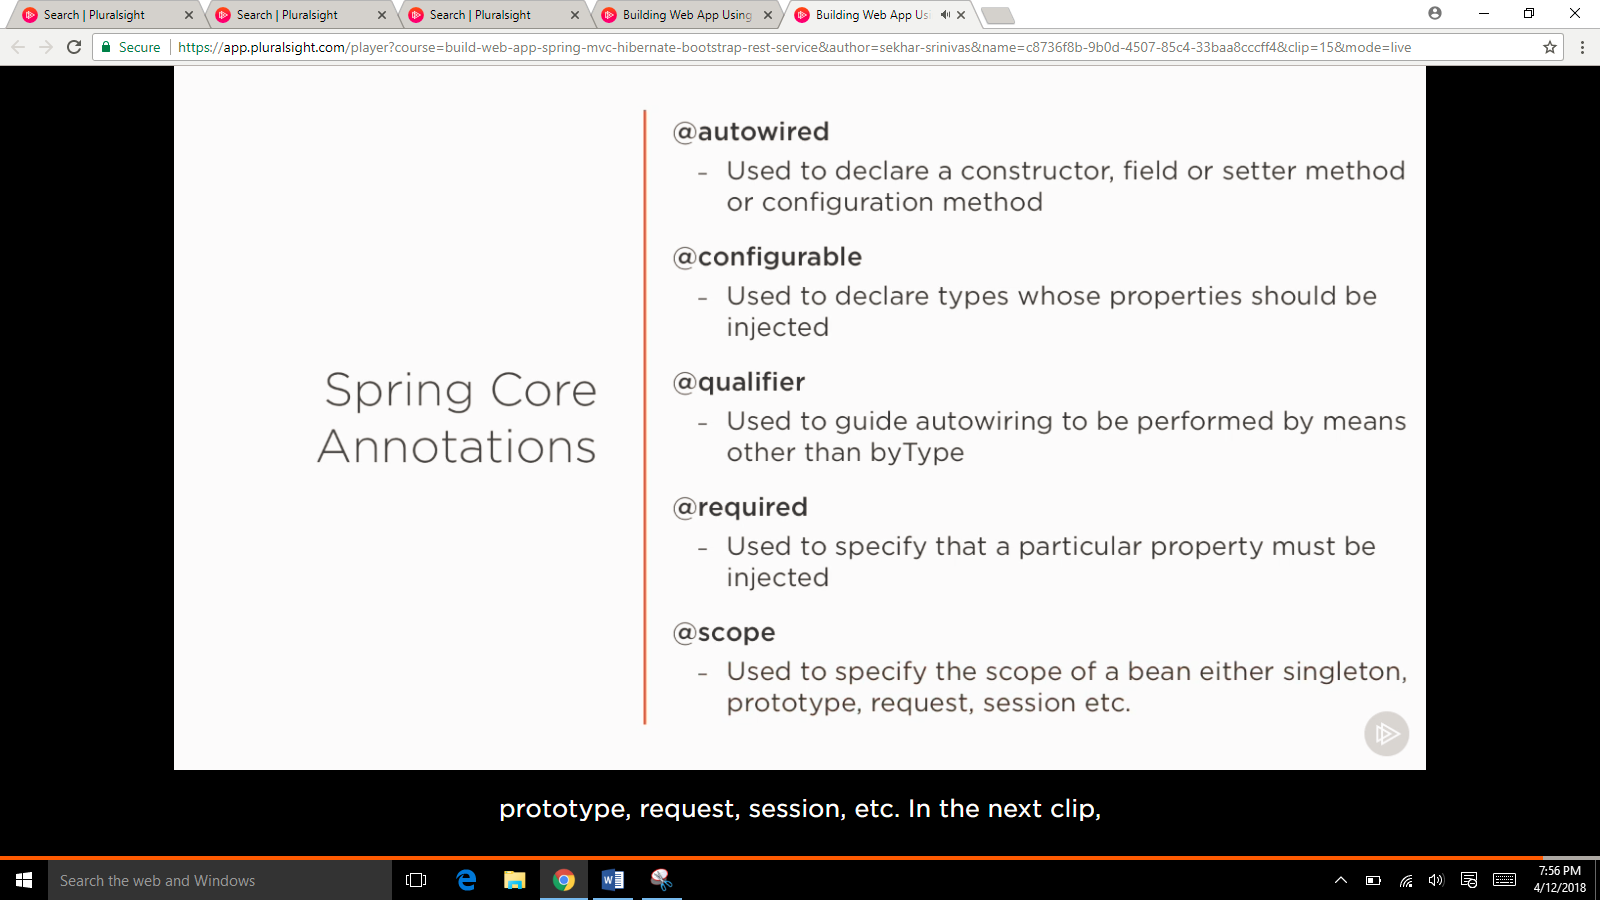 Search | Pluralsight
Search | Pluralsight
Search | Pluralsight
Building Web App Using
Building Web App Us
Secure
https://app.pluralsight.com/player?course=build-web-app-spring-mvc-hibernate-bootstrap-rest-service&author=sekhar-srinivas&name=c8736f8b-9b0d-4507-85c4-33baa8cccff4&clip=15&mode=live
Spring Core
Annotations
@autowired
- Used to declare a constructor, field or setter method
or configuration method
@configurable
- Used to declare types whose properties should be
injected
@qualifier
- Used to guide autowiring to be performed by means
other than byType
@required
- Used to specify that a particular property must be
injected
@scope
- Used to specify the scope of a bean either singleton,
prototype, request, session etc.
prototype, request, session, etc. In the next clip,
Search the web and Windows
7:56 PM
4/12/2018